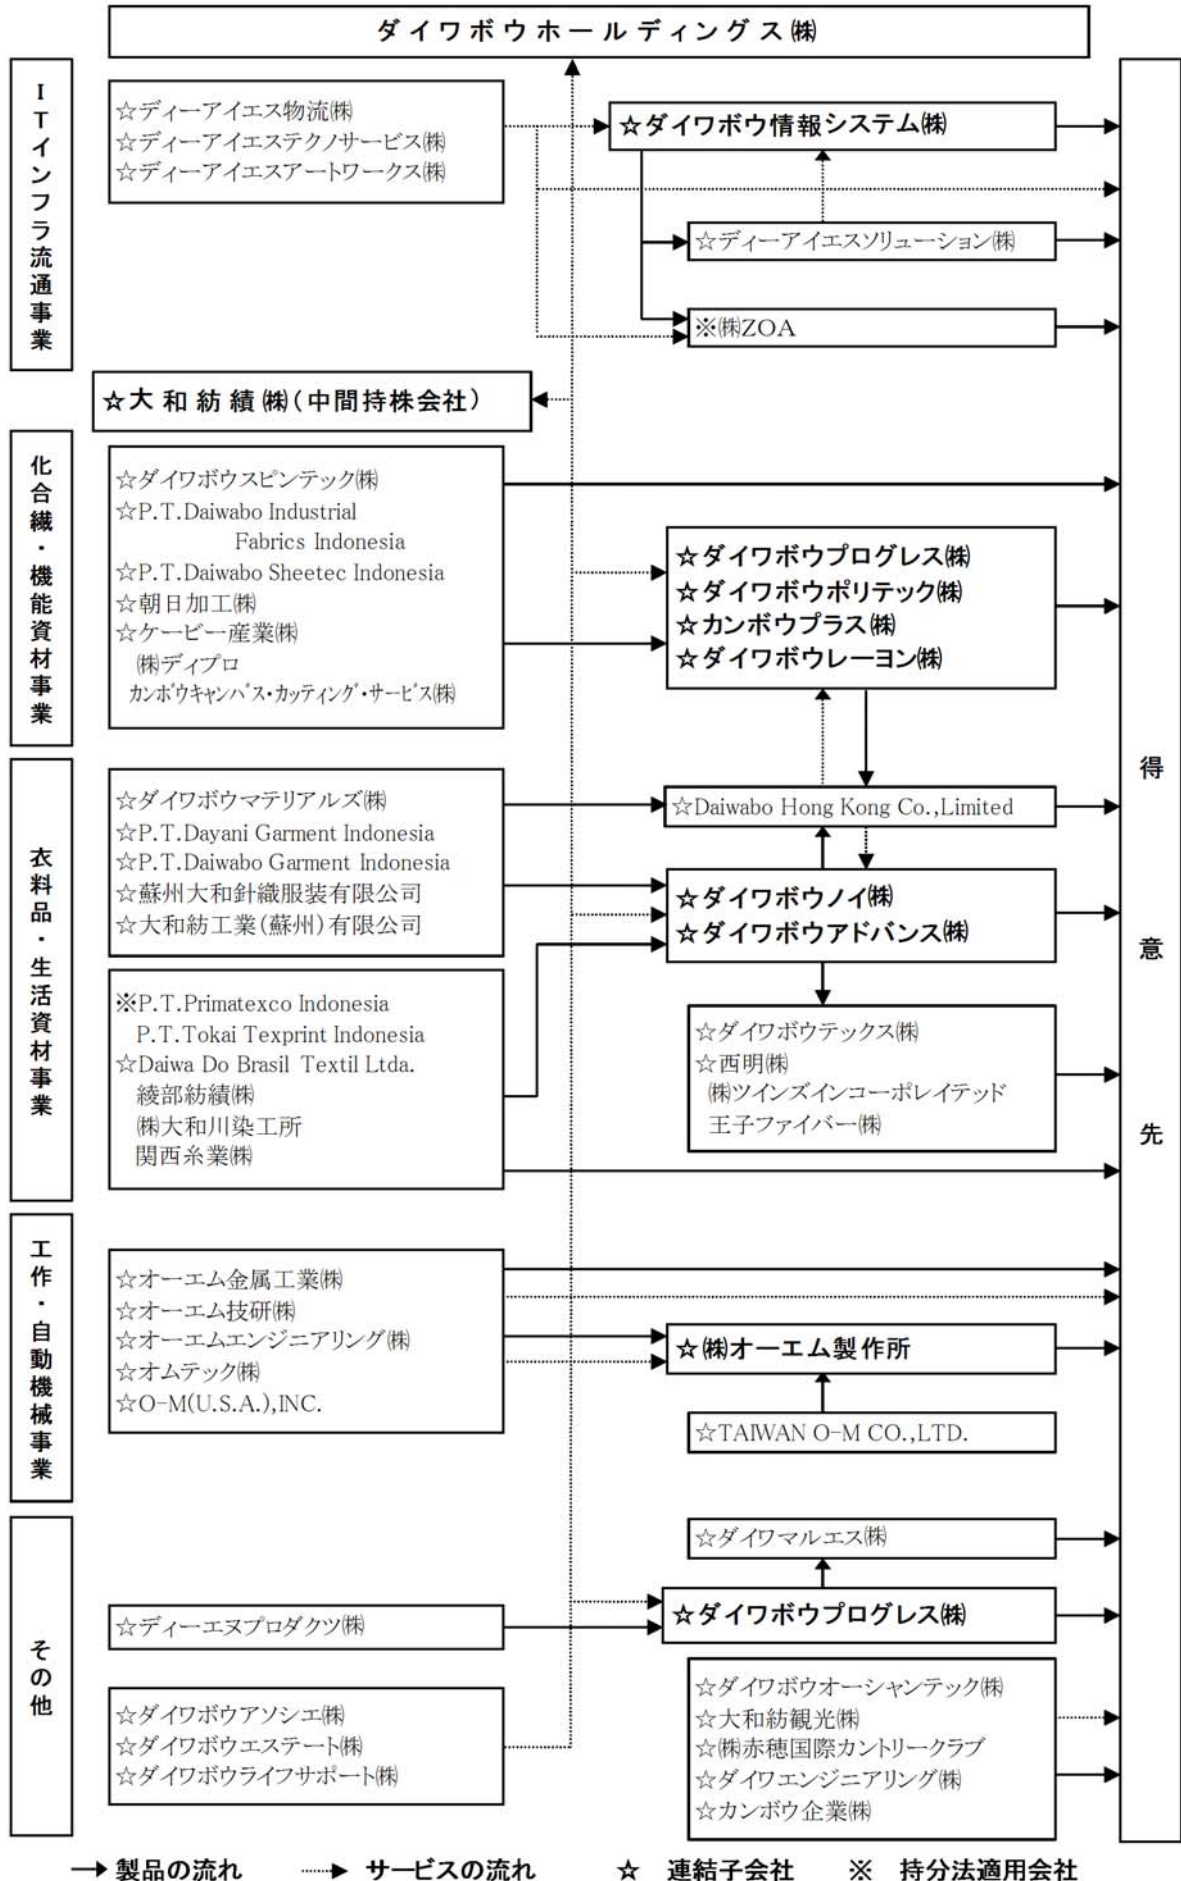 ダイワボウホールディングス㈱
ITインフラ流通事業
☆ディーアイエス物流㈱
☆ディーアイエステクノサービス㈱
☆ディーアイエスアートワークス㈱
☆ダイワボウ情報システム㈱
☆ディーアイエスソリューション㈱
※㈱ZOA
☆大和紡績㈱(中間持株会社)
化合繊・機能資材事業
☆ダイワボウスピンテック㈱
☆P.T.Daiwabo Industrial
Fabrics Indonesia
☆P.T.Daiwabo Sheetec Indonesia
☆朝日加工㈱
☆ケービー産業㈱
㈱ディプロ
カンボウキャンバス・カッティング・サービス㈱
☆ダイワボウプログレス㈱
☆ダイワボウポリテック㈱
☆カンボウプラス㈱
☆ダイワボウレーヨン㈱
衣料品・生活資材事業
☆ダイワボウマテリアルズ㈱
☆P.T.Dayani Garment Indonesia
☆P.T.Daiwabo Garment Indonesia
☆蘇州大和針織服装有限公司
☆大和紡工業(蘇州)有限公司
☆Daiwabo Hong Kong Co.,Limited
☆ダイワボウノイ㈱
☆ダイワボウアドバンス㈱
※P.T.Primatexco Indonesia
P.T.Tokai Texprint Indonesia
☆Daiwa Do Brasil Textil Ltda.
綾部紡績㈱
㈱大和川染工所
関西糸業㈱
☆ダイワボウテックス㈱
☆西明㈱
㈱ツインズインコーポレイテッド
王子ファイバー㈱
工作・自動機械事業
☆オーエム金属工業㈱
☆オーエム技研㈱
☆オーエムエンジニアリング㈱
☆オムテック㈱
☆O-M(U.S.A.),INC.
☆㈱オーエム製作所
☆TAIWAN O-M CO.,LTD.
その他
☆ディーエヌプロダクツ㈱
☆ダイワボウアソシエ㈱
☆ダイワボウエステート㈱
☆ダイワボウライフサポート㈱
☆ダイワマルエス㈱
☆ダイワボウプログレス㈱
☆ダイワボウオーシャンテック㈱
☆大和紡観光㈱
☆㈱赤穂国際カントリークラブ
☆ダイワエンジニアリング㈱
☆カンボウ企業㈱
得意先
→ 製品の流れ ┈▶ サービスの流れ ☆ 連結子会社 ※ 持分法適用会社